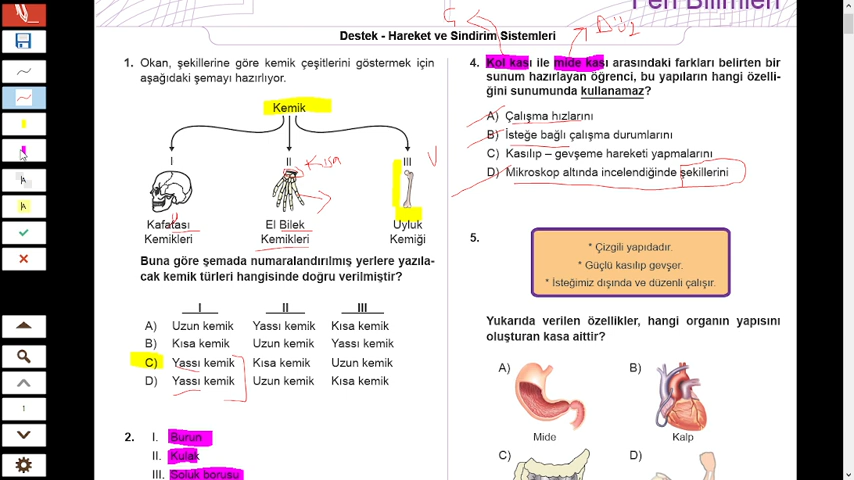 Fen Bilimleri
Destek - Hareket ve Sindirim Sistemleri
Ç
Düz
1. Okan, şekillerine göre kemik çeşitlerini göstermek için
aşağıdaki şemayı hazırlıyor.
Kemik
I
II
III
Kısa
Kafatası
Kemikleri
El Bilek
Kemikleri
Uyluk
Kemiği
Buna göre şemada numaralandırılmış yerlere yazıla-
cak kemik türleri hangisinde doğru verilmiştir?
I II III
A) Uzun kemik Yassı kemik Kısa kemik
B) Kısa kemik Uzun kemik Yassı kemik
C) Yassı kemik Kısa kemik Uzun kemik
D) Yassı kemik Uzun kemik Kısa kemik
2. I. Burun
II. Kulak
III. Soluk borusu
4. Kol kası ile mide kası arasındaki farkları belirten bir
sunum hazırlayan öğrenci, bu yapıların hangi özelli-
ğini sunumunda kullanamaz?
A) Çalışma hızlarını
B) İsteğe bağlı çalışma durumlarını
C) Kasılıp – gevşeme hareketi yapmalarını
D) Mikroskop altında incelendiğinde şekillerini
5.
* Çizgili yapıdadır.
* Güçlü kasılıp gevşer.
* İsteğimiz dışında ve düzenli çalışır.
Yukarıda verilen özellikler, hangi organın yapısını
oluşturan kasa aittir?
A)
Mide
B)
Kalp
C)
D)
1